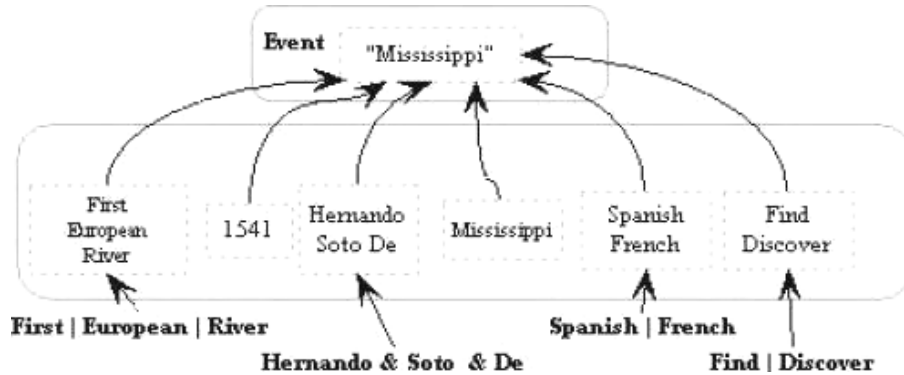 Event
"Mississippi"
First
European
River
1541
Hernando
Soto De
Mississippi
Spanish
French
Find
Discover
First | European | River
Spanish | French
Hernando & Soto & De
Find | Discover